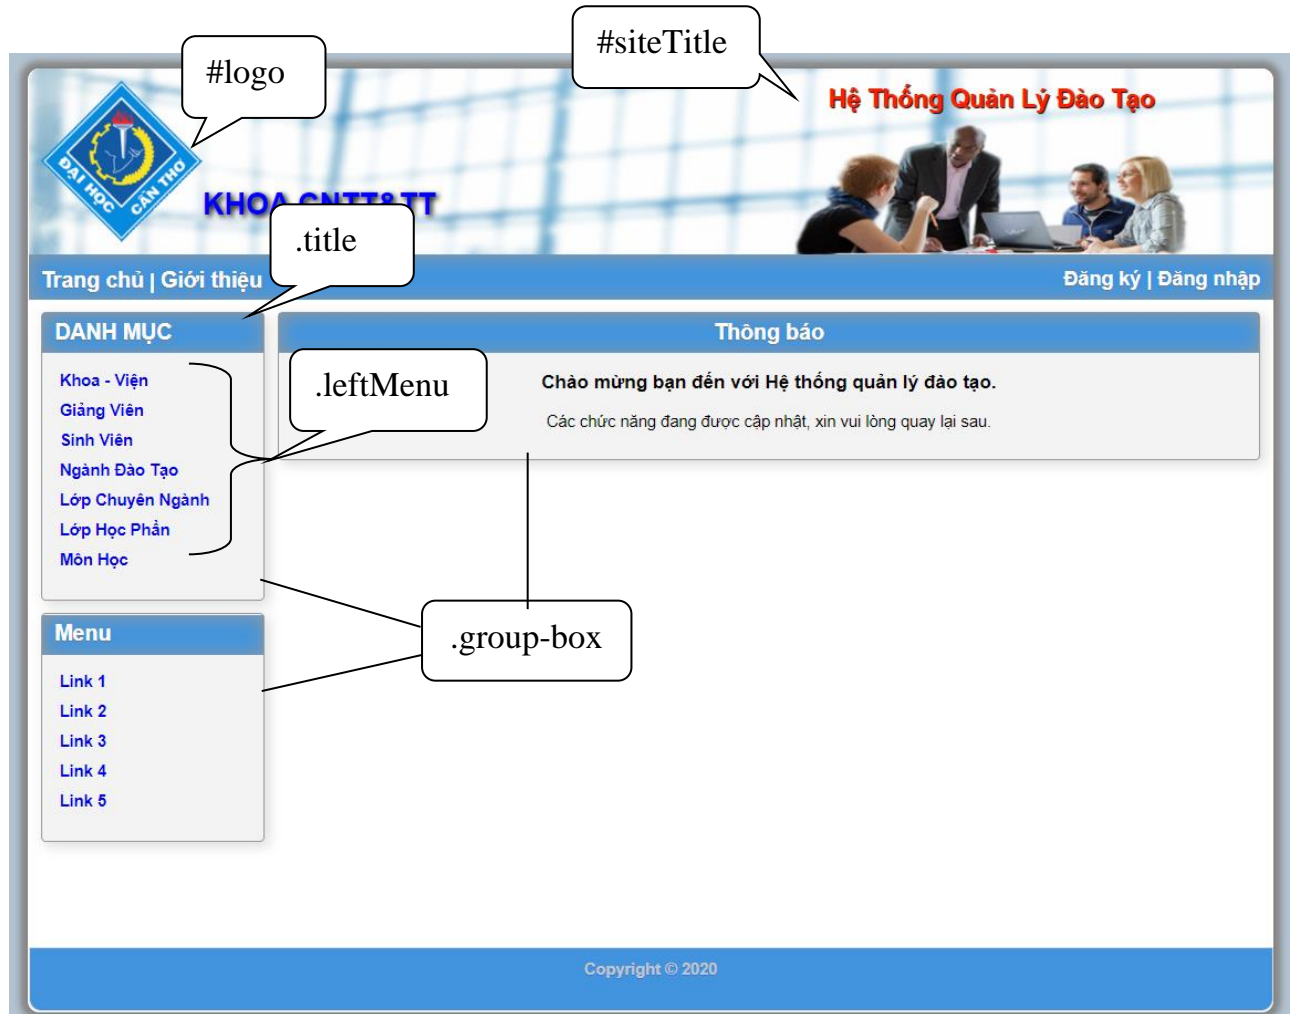 #siteTitle
#logo
Hệ Thống Quản Lý Đào Tạo
ĐẠI HỌC CẦN THƠ
KHOA CNTT&TT
.title
Trang chủ | Giới thiệu
Đăng ký | Đăng nhập
DANH MỤC
Thông báo
Khoa - Viện
Giảng Viên
Sinh Viên
Ngành Đào Tạo
Lớp Chuyên Ngành
Lớp Học Phần
Môn Học
.leftMenu
Chào mừng bạn đến với Hệ thống quản lý đào tạo.
Các chức năng đang được cập nhật, xin vui lòng quay lại sau.
.group-box
Menu
Link 1
Link 2
Link 3
Link 4
Link 5
Copyright © 2020